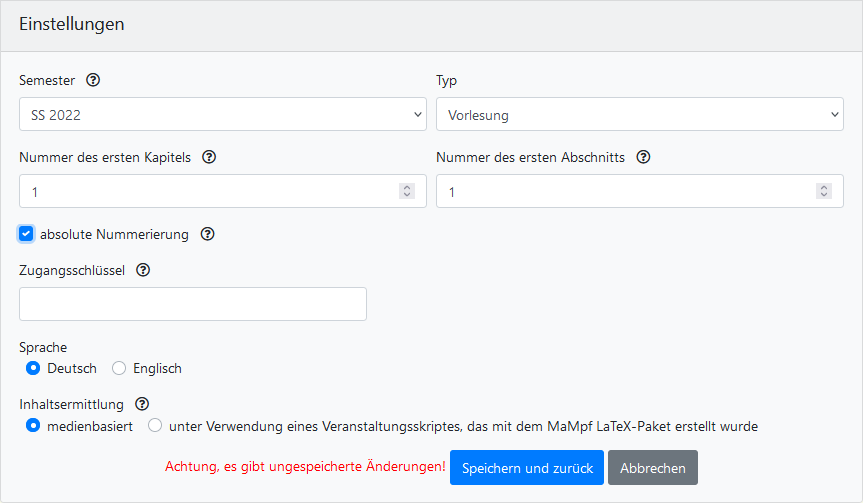 Einstellungen
Semester Typ
SS 2022 Vorlesung
Nummer des ersten Kapitels Nummer des ersten Abschnitts
1 1
absolute Nummerierung
Zugangsschlüssel
Sprache
Deutsch Englisch
Inhaltsermittlung
medienbasiert unter Verwendung eines Veranstaltungsskriptes, das mit dem MaMpf LaTeX-Paket erstellt wurde
Achtung, es gibt ungespeicherte Änderungen! Speichern und zurück Abbrechen